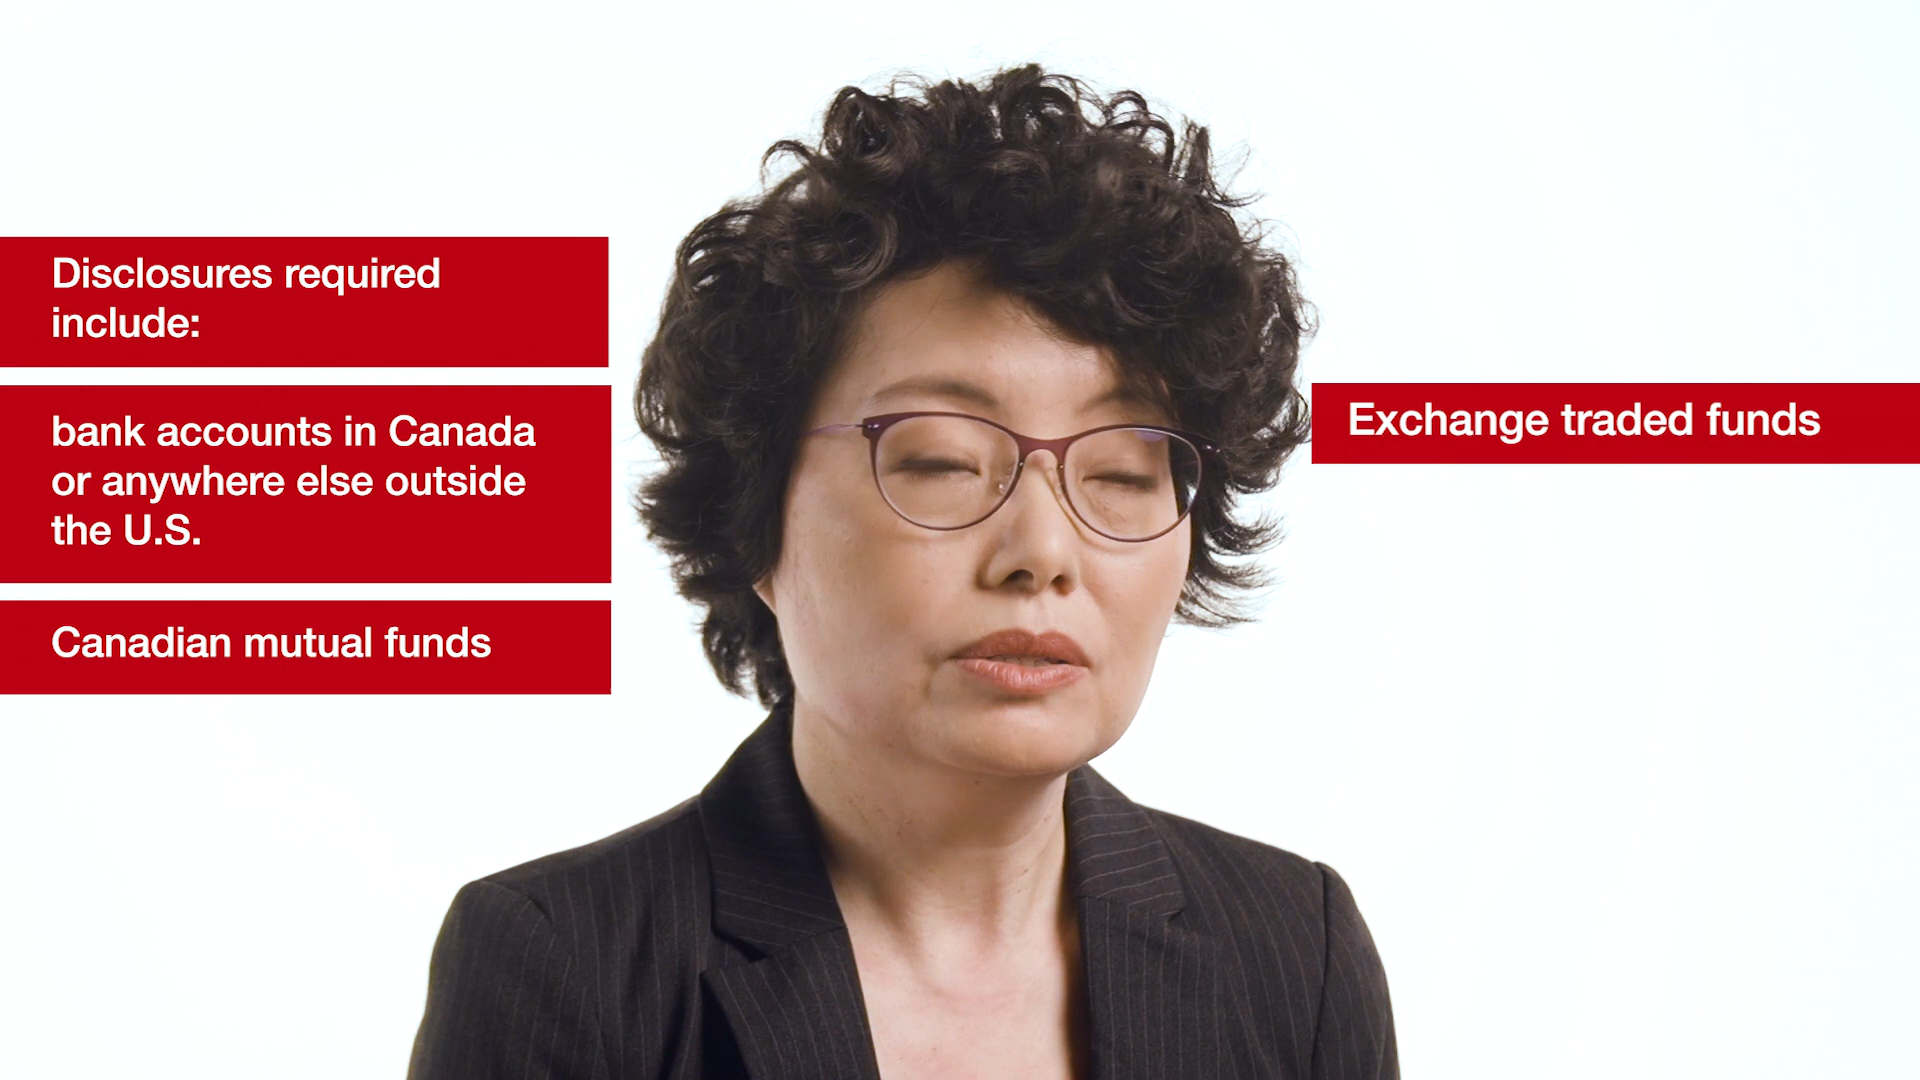 Disclosures required
include:
bank accounts in Canada
or anywhere else outside
the U.S.
Canadian mutual funds
Exchange traded funds